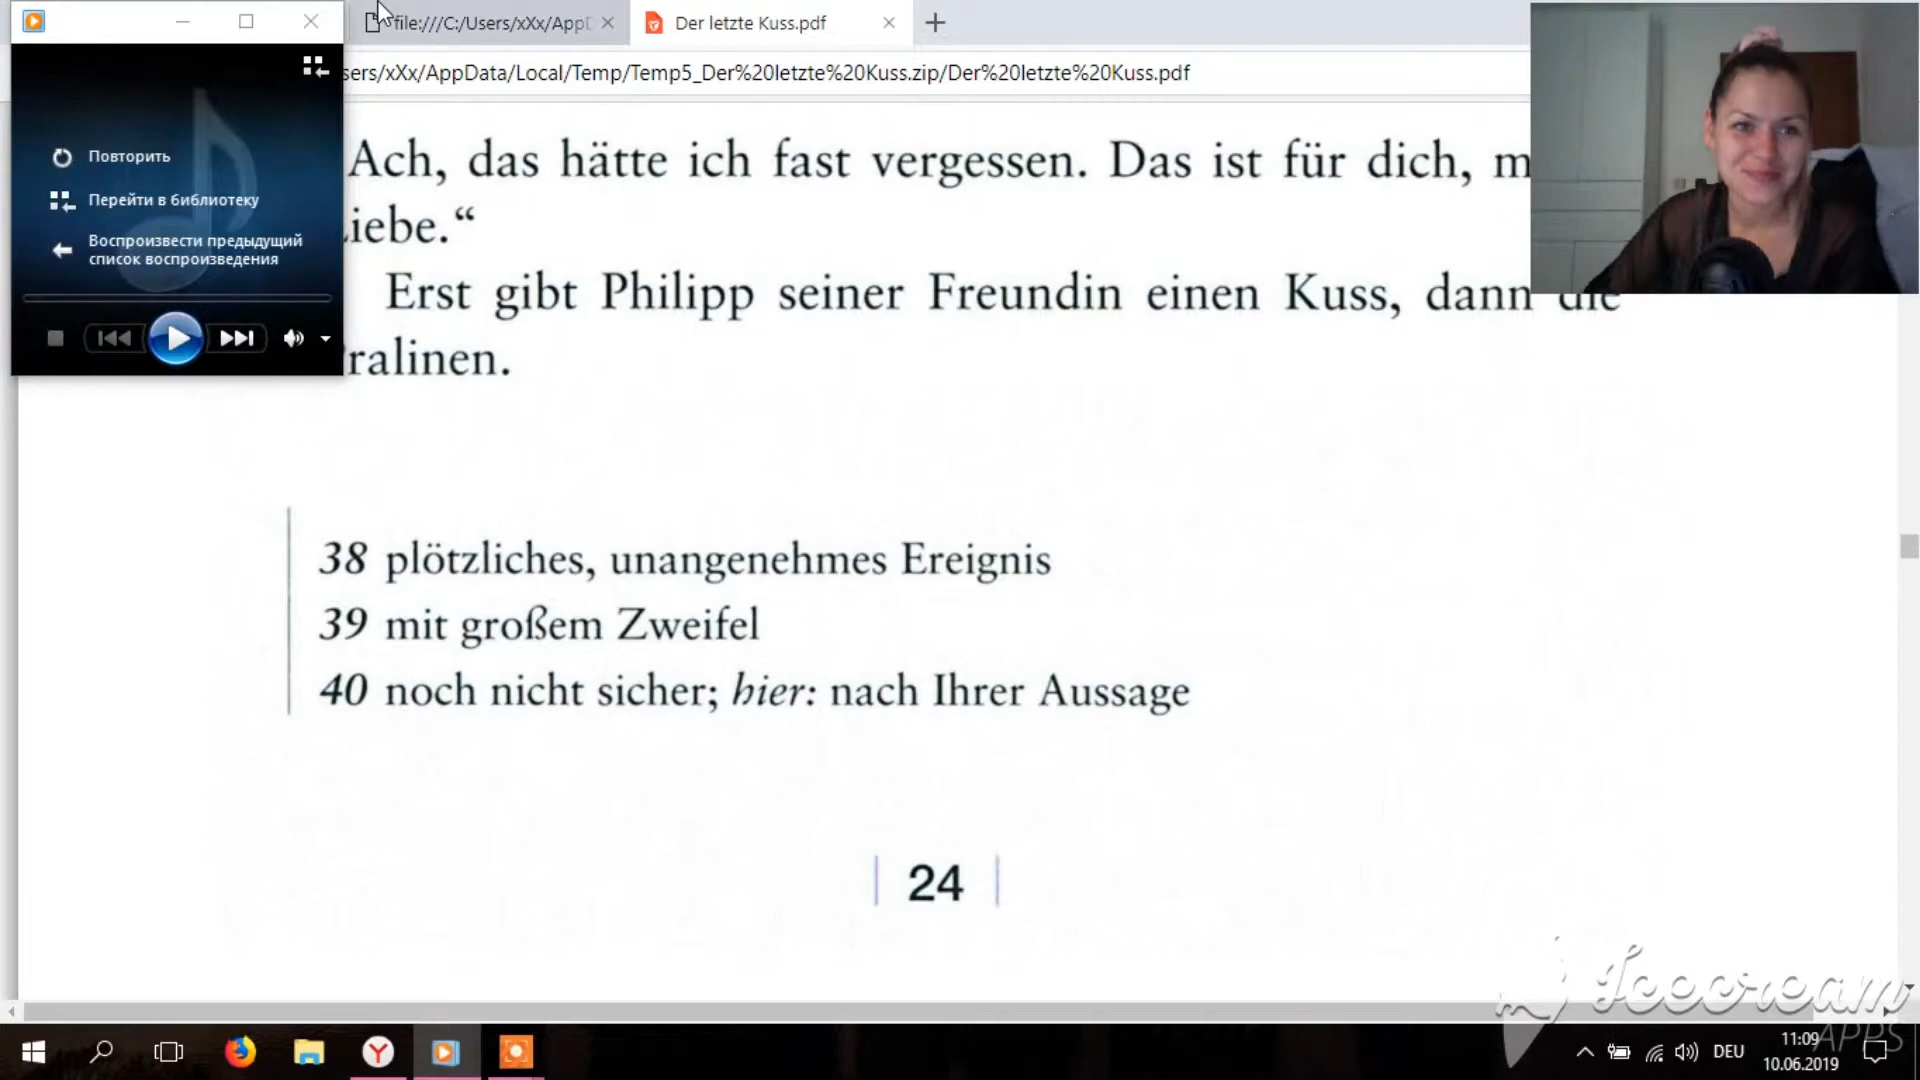 file:///C:/Users/xXx/AppD
Der letzte Kuss.pdf
sers/xXx/AppData/Local/Temp/Temp5_Der%20letzte%20Kuss.zip/Der%20letzte%20Kuss.pdf
Повторить
Перейти в библиотеку
Воспроизвести предыдущий
список воспроизведения
Ach, das hätte ich fast vergessen. Das ist für dich, m
iebe.“
Erst gibt Philipp seiner Freundin einen Kuss, dann die
ralinen.
38 plötzliches, unangenehmes Ereignis
39 mit großem Zweifel
40 noch nicht sicher; hier: nach Ihrer Aussage
24
Icecream
APPS
DEU
11:09
10.06.2019